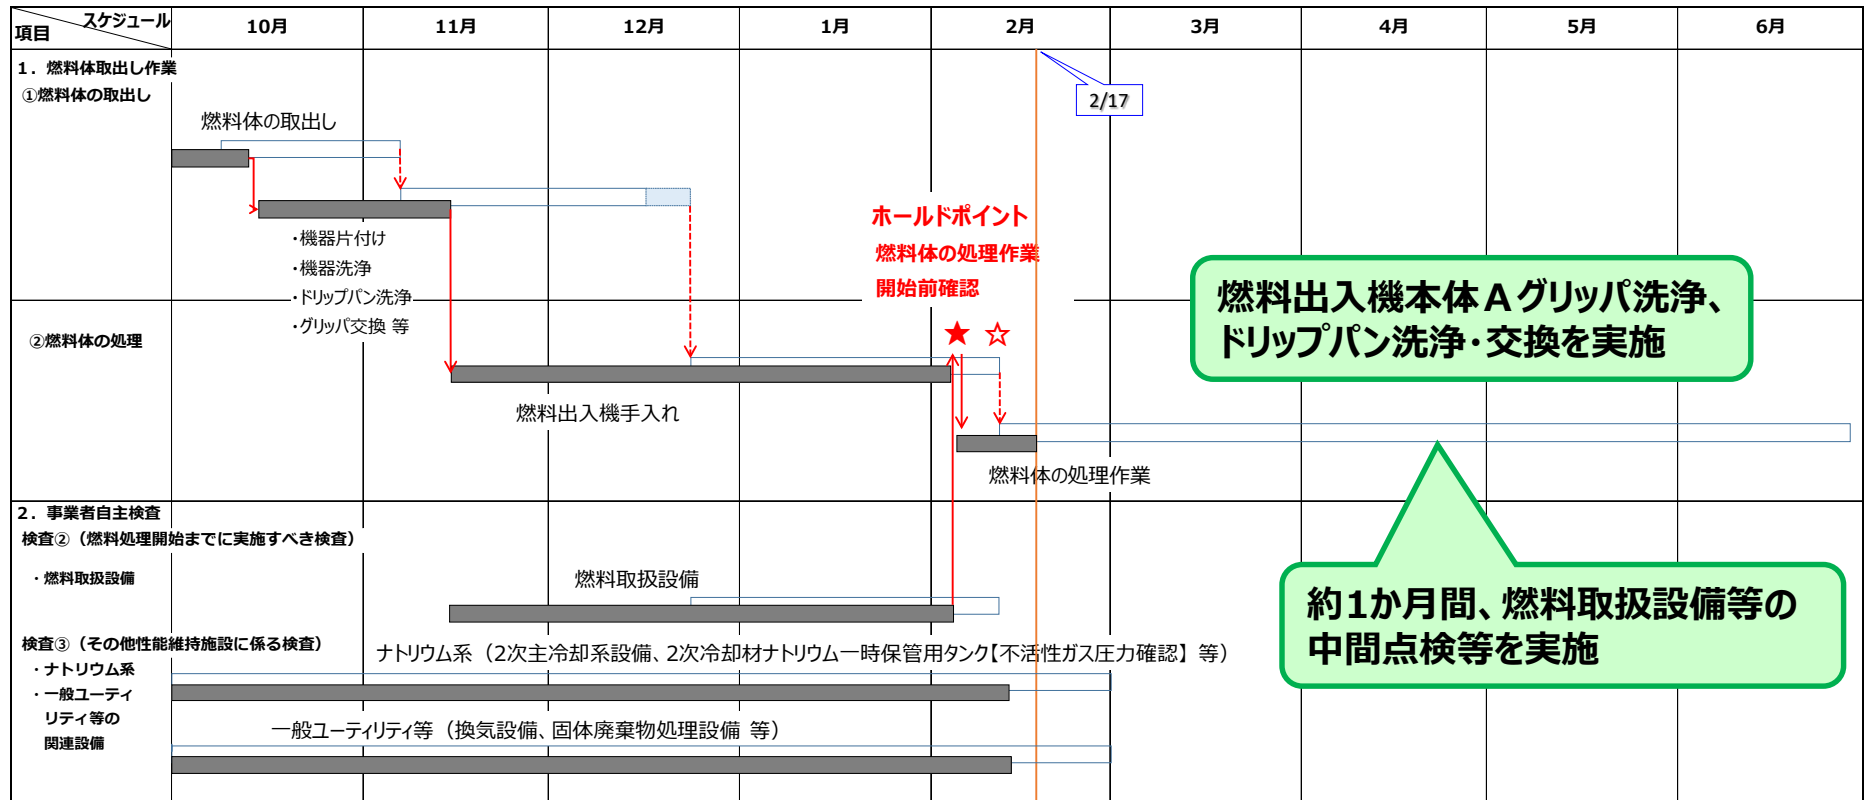 スケジュール
項目
10月
11月
12月
1月
2月
3月
4月
5月
6月
1．燃料体取出し作業
①燃料体の取出し
2/17
燃料体の取出し
・機器片付け
・機器洗浄
・ドリップパン洗浄
・グリッパ交換 等
ホールドポイント
燃料体の処理作業
開始前確認
★ ☆
燃料出入機本体Ａグリッパ洗浄、
ドリップパン洗浄・交換を実施
②燃料体の処理
燃料出入機手入れ
燃料体の処理作業
2．事業者自主検査
検査②（燃料処理開始までに実施すべき検査）
・燃料取扱設備
燃料取扱設備
約1か月間、燃料取扱設備等の
中間点検等を実施
検査③（その他性能維持施設に係る検査）
ナトリウム系（2次主冷却系設備、2次冷却材ナトリウム一時保管用タンク【不活性ガス圧力確認】 等）
・ナトリウム系
・一般ユーティ
リティ等の
関連設備
一般ユーティリティ等（換気設備、固体廃棄物処理設備 等）